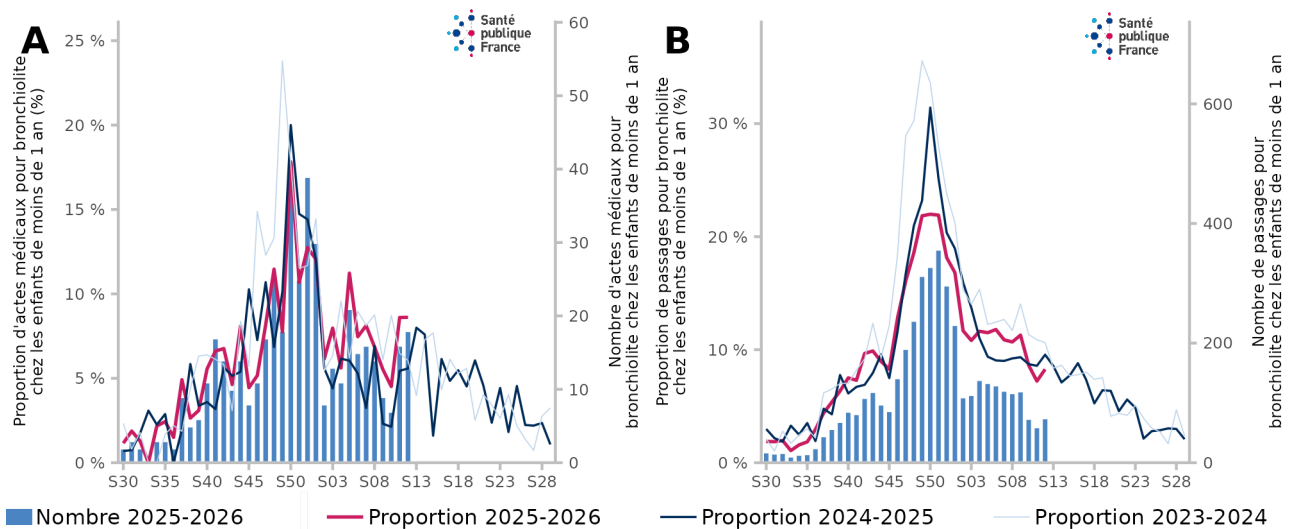 A
Santé
publique
France
Proportion d'actes médicaux pour bronchiolite
chez les enfants de moins de 1 an (%)
25 %
20 %
15 %
10 %
5 %
0 %
60
50
40
30
20
10
0
Nombre d'actes médicaux pour
bronchiolite chez les enfants de moins de 1 an
S30 S35 S40 S45 S50 S03 S08 S13 S18 S23 S28
B
Santé
publique
France
Proportion de passages pour bronchiolite
chez les enfants de moins de 1 an (%)
30 %
20 %
10 %
0 %
600
400
200
0
Nombre de passages pour
bronchiolite chez les enfants de moins de 1 an
S30 S35 S40 S45 S50 S03 S08 S13 S18 S23 S28
Nombre 2025-2026 Proportion 2025-2026 Proportion 2024-2025 Proportion 2023-2024